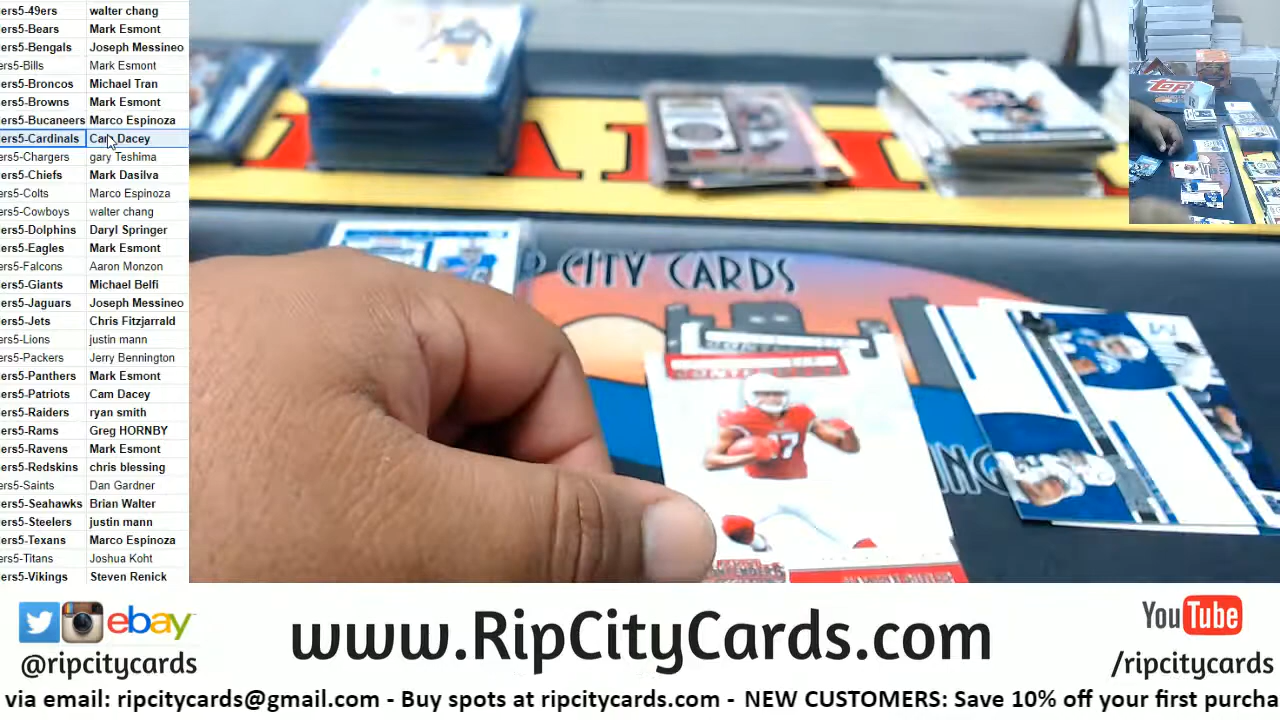 ers5-49ers walter chang
ers5-Bears Mark Esmont
ers5-Bengals Joseph Messineo
ers5-Bills Mark Esmont
ers5-Broncos Michael Tran
ers5-Browns Mark Esmont
ers5-Bucaneers Marco Espinoza
ers5-Cardinals Cam Dacey
ers5-Chargers gary Teshima
ers5-Chiefs Mark Dasilva
ers5-Colts Marco Espinoza
ers5-Cowboys walter chang
ers5-Dolphins Daryl Springer
ers5-Eagles Mark Esmont
ers5-Falcons Aaron Monzon
ers5-Giants Michael Belfi
ers5-Jaguars Joseph Messineo
ers5-Jets Chris Fitzjarrald
ers5-Lions justin mann
ers5-Packers Jerry Bennington
ers5-Panthers Mark Esmont
ers5-Patriots Cam Dacey
ers5-Raiders ryan smith
ers5-Rams Greg HORNBY
ers5-Ravens Mark Esmont
ers5-Redskins chris blessing
ers5-Saints Dan Gardner
ers5-Seahawks Brian Walter
ers5-Steelers justin mann
ers5-Texans Marco Espinoza
ers5-Titans Joshua Koht
ers5-Vikings Steven Renick
P CITY CARDS
17
topps
ebay
@ripcitycards
www.RipCityCards.com
YouTube
/ripcitycards
via email: ripcitycards@gmail.com - Buy spots at ripcitycards.com - NEW CUSTOMERS: Save 10% off your first purcha